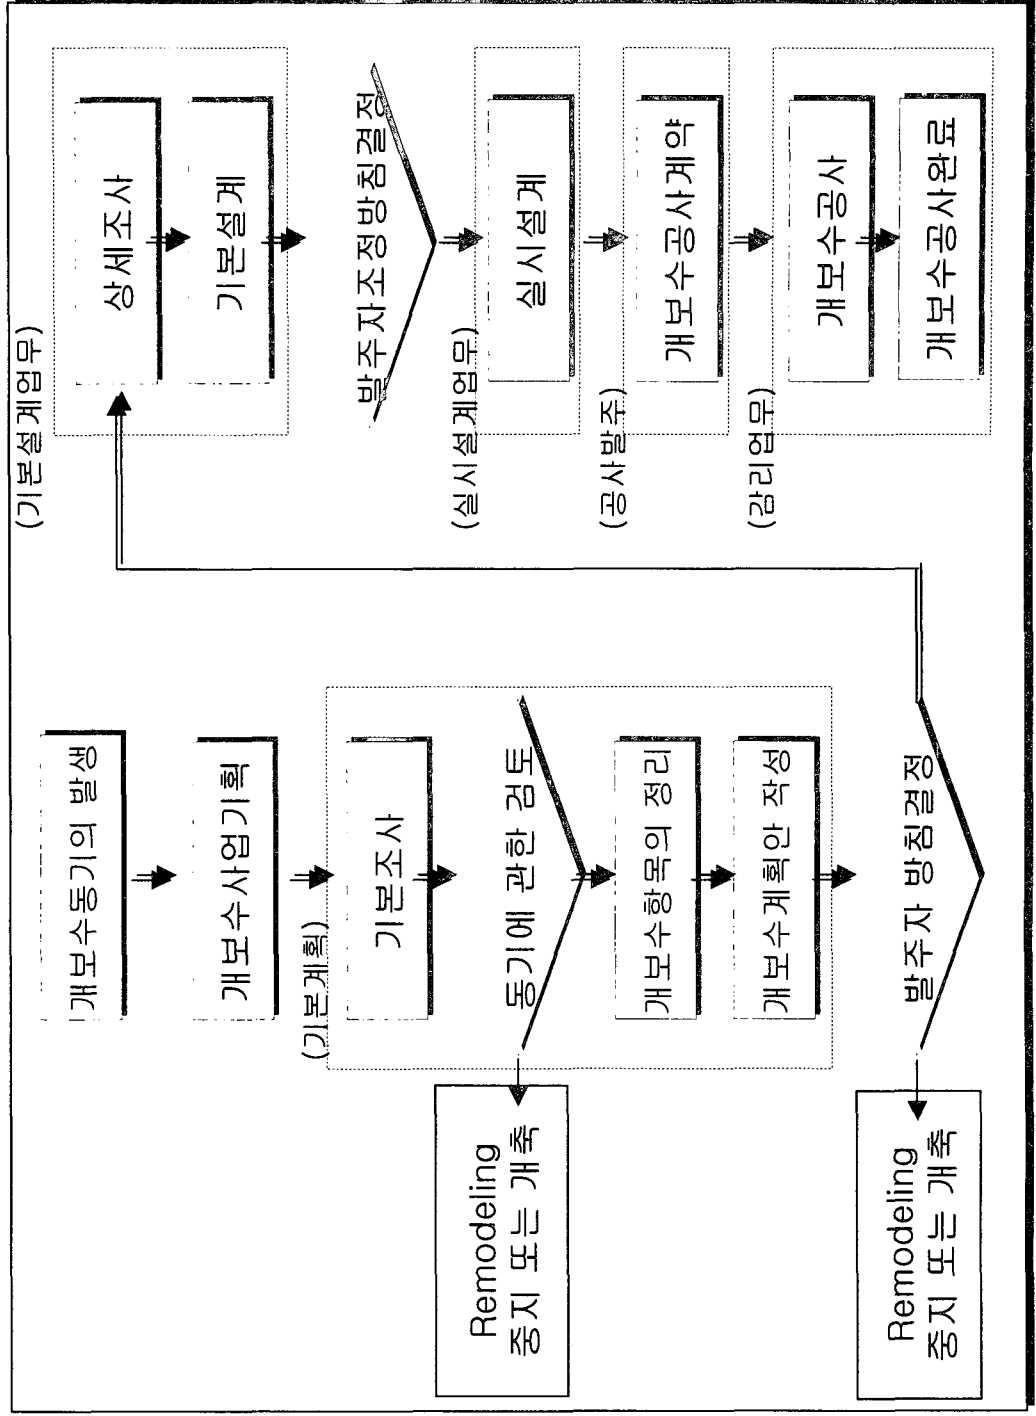 개보수동기의 발생
개보수사업기획
(기본계획)
기본조사
동기에 관한 검토
Remodeling
중지 또는 개축
개보수항목의 정리
개보수계획안 작성
발주자 방침결정
Remodeling
중지 또는 개축
(기본설계업무)
상세조사
기본설계
발주자조정방침결정
(실시설계업무)
실시설계
(공사발주)
개보수공사계약
(감리업무)
개보수공사
개보수공사완료